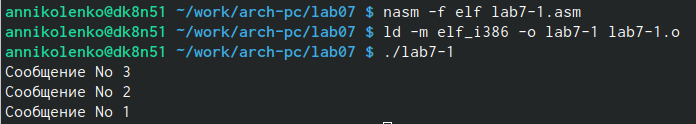 annikolenko@dk8n51 ~/work/arch-pc/lab07 $ nasm -f elf lab7-1.asm
annikolenko@dk8n51 ~/work/arch-pc/lab07 $ ld -m elf_i386 -o lab7-1 lab7-1.o
annikolenko@dk8n51 ~/work/arch-pc/lab07 $ ./lab7-1
Сообщение No 3
Сообщение No 2
Сообщение No 1